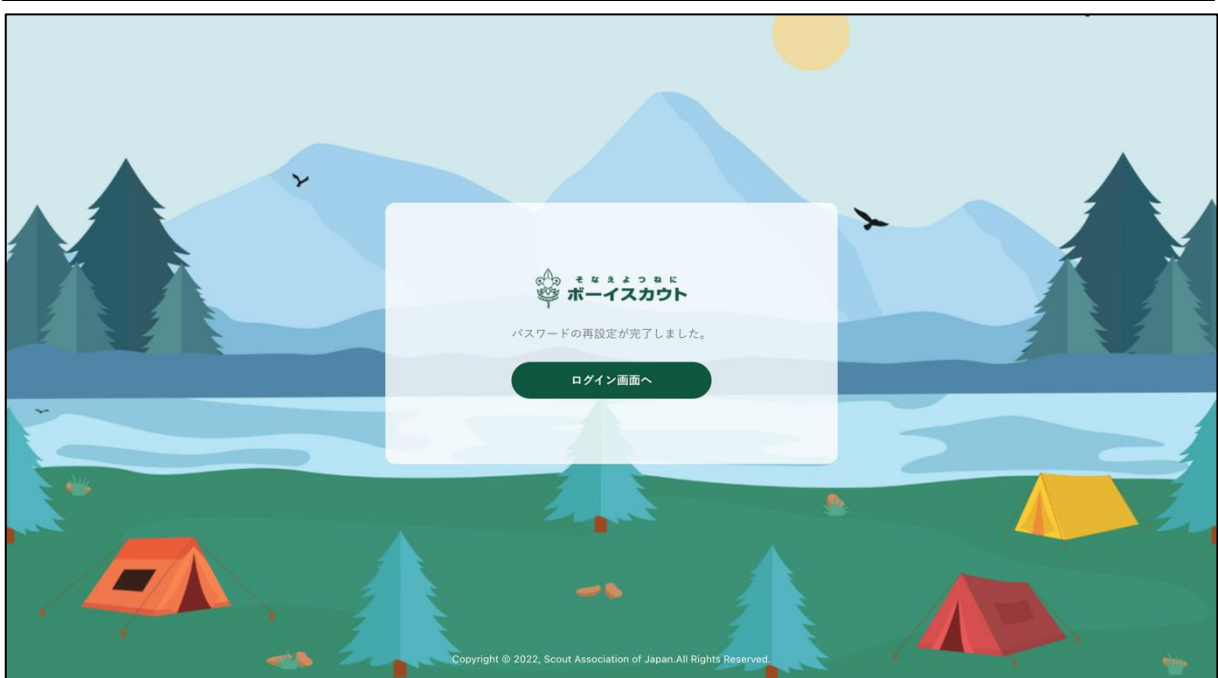 そなえよつねに
ボーイスカウト
パスワードの再設定が完了しました。
ログイン画面へ
Copyright © 2022, Scout Association of Japan.All Rights Reserved.